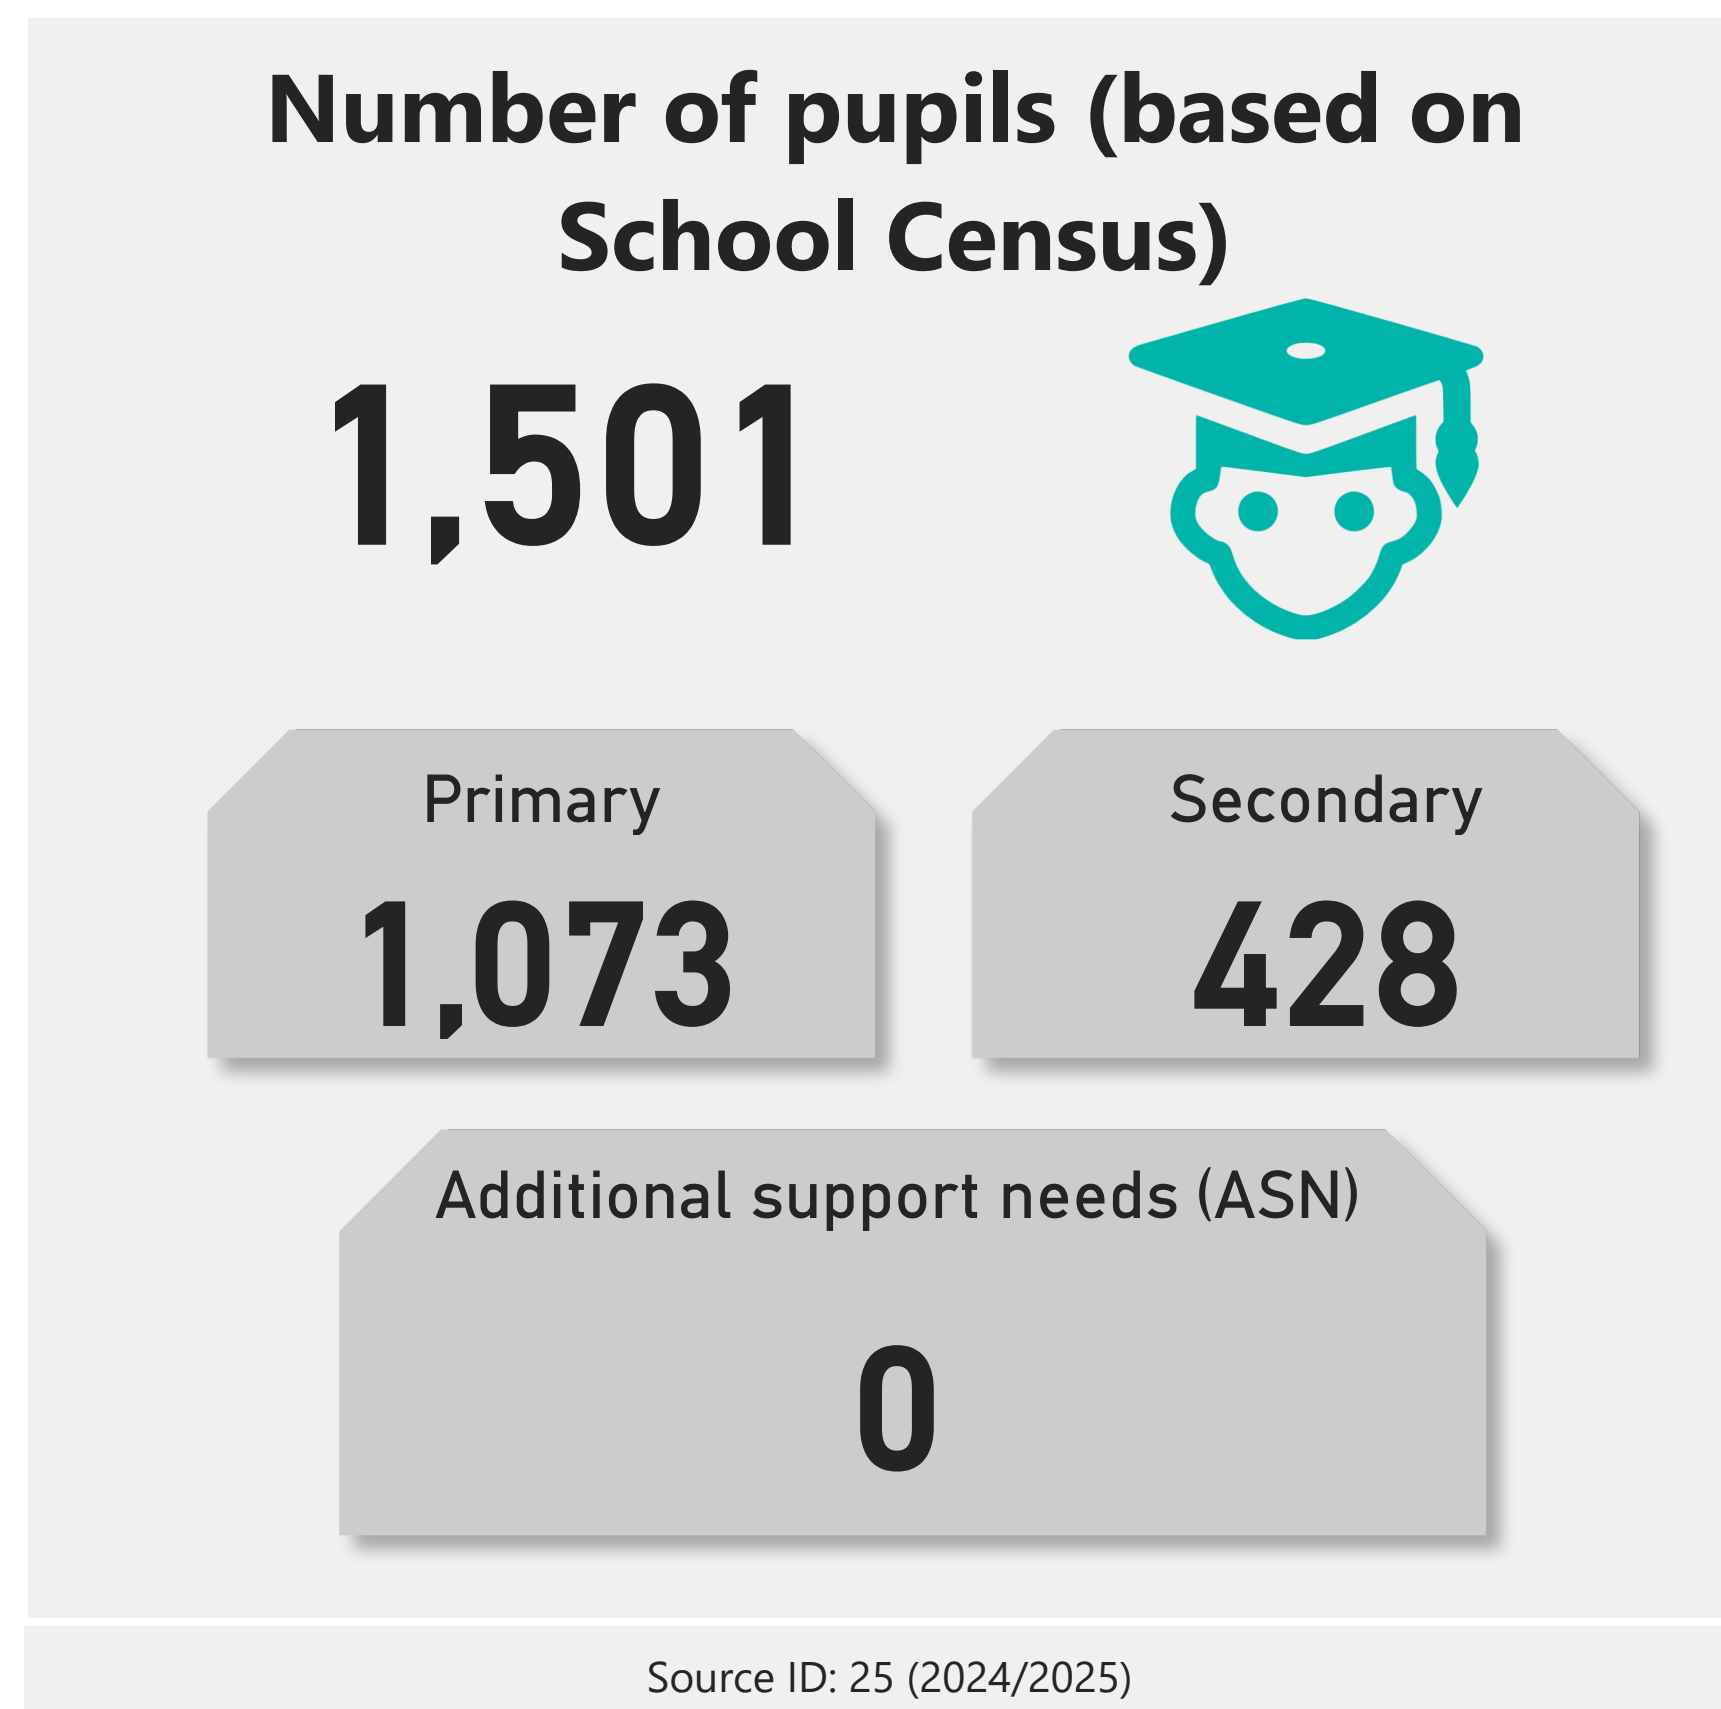 Number of pupils (based on
School Census)
1,501
Primary
1,073
Secondary
428
Additional support needs (ASN)
0
Source ID: 25 (2024/2025)